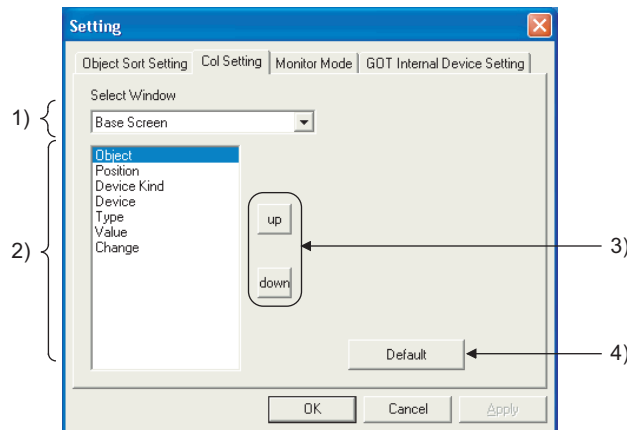 Setting
Object Sort Setting Col Setting Monitor Mode GOT Internal Device Setting
Select Window
1)
Base Screen
Object
Position
Device Kind
Device
Type
Value
Change
2)
up
down
3)
Default
4)
OK Cancel Apply